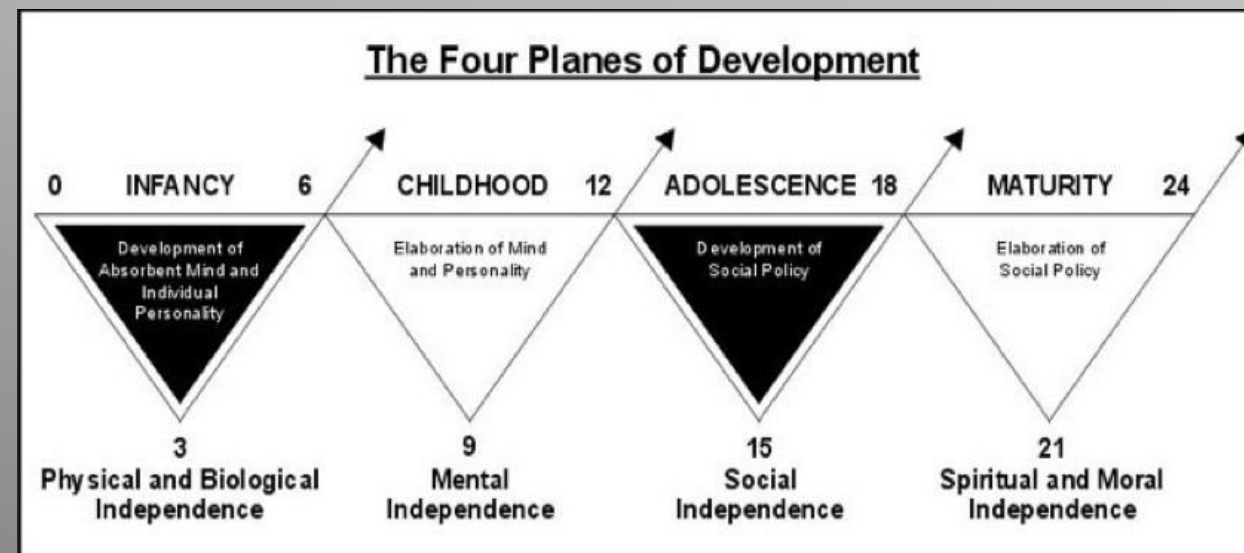 The Four Planes of Development
0 INFANCY 6 CHILDHOOD 12 ADOLESCENCE 18 MATURITY 24
Development of
Absorbent Mind and
Individual
Personality
Elaboration of Mind
and Personality
Development of
Social Policy
Elaboration of
Social Policy
3
Physical and Biological
Independence
9
Mental
Independence
15
Social
Independence
21
Spiritual and Moral
Independence